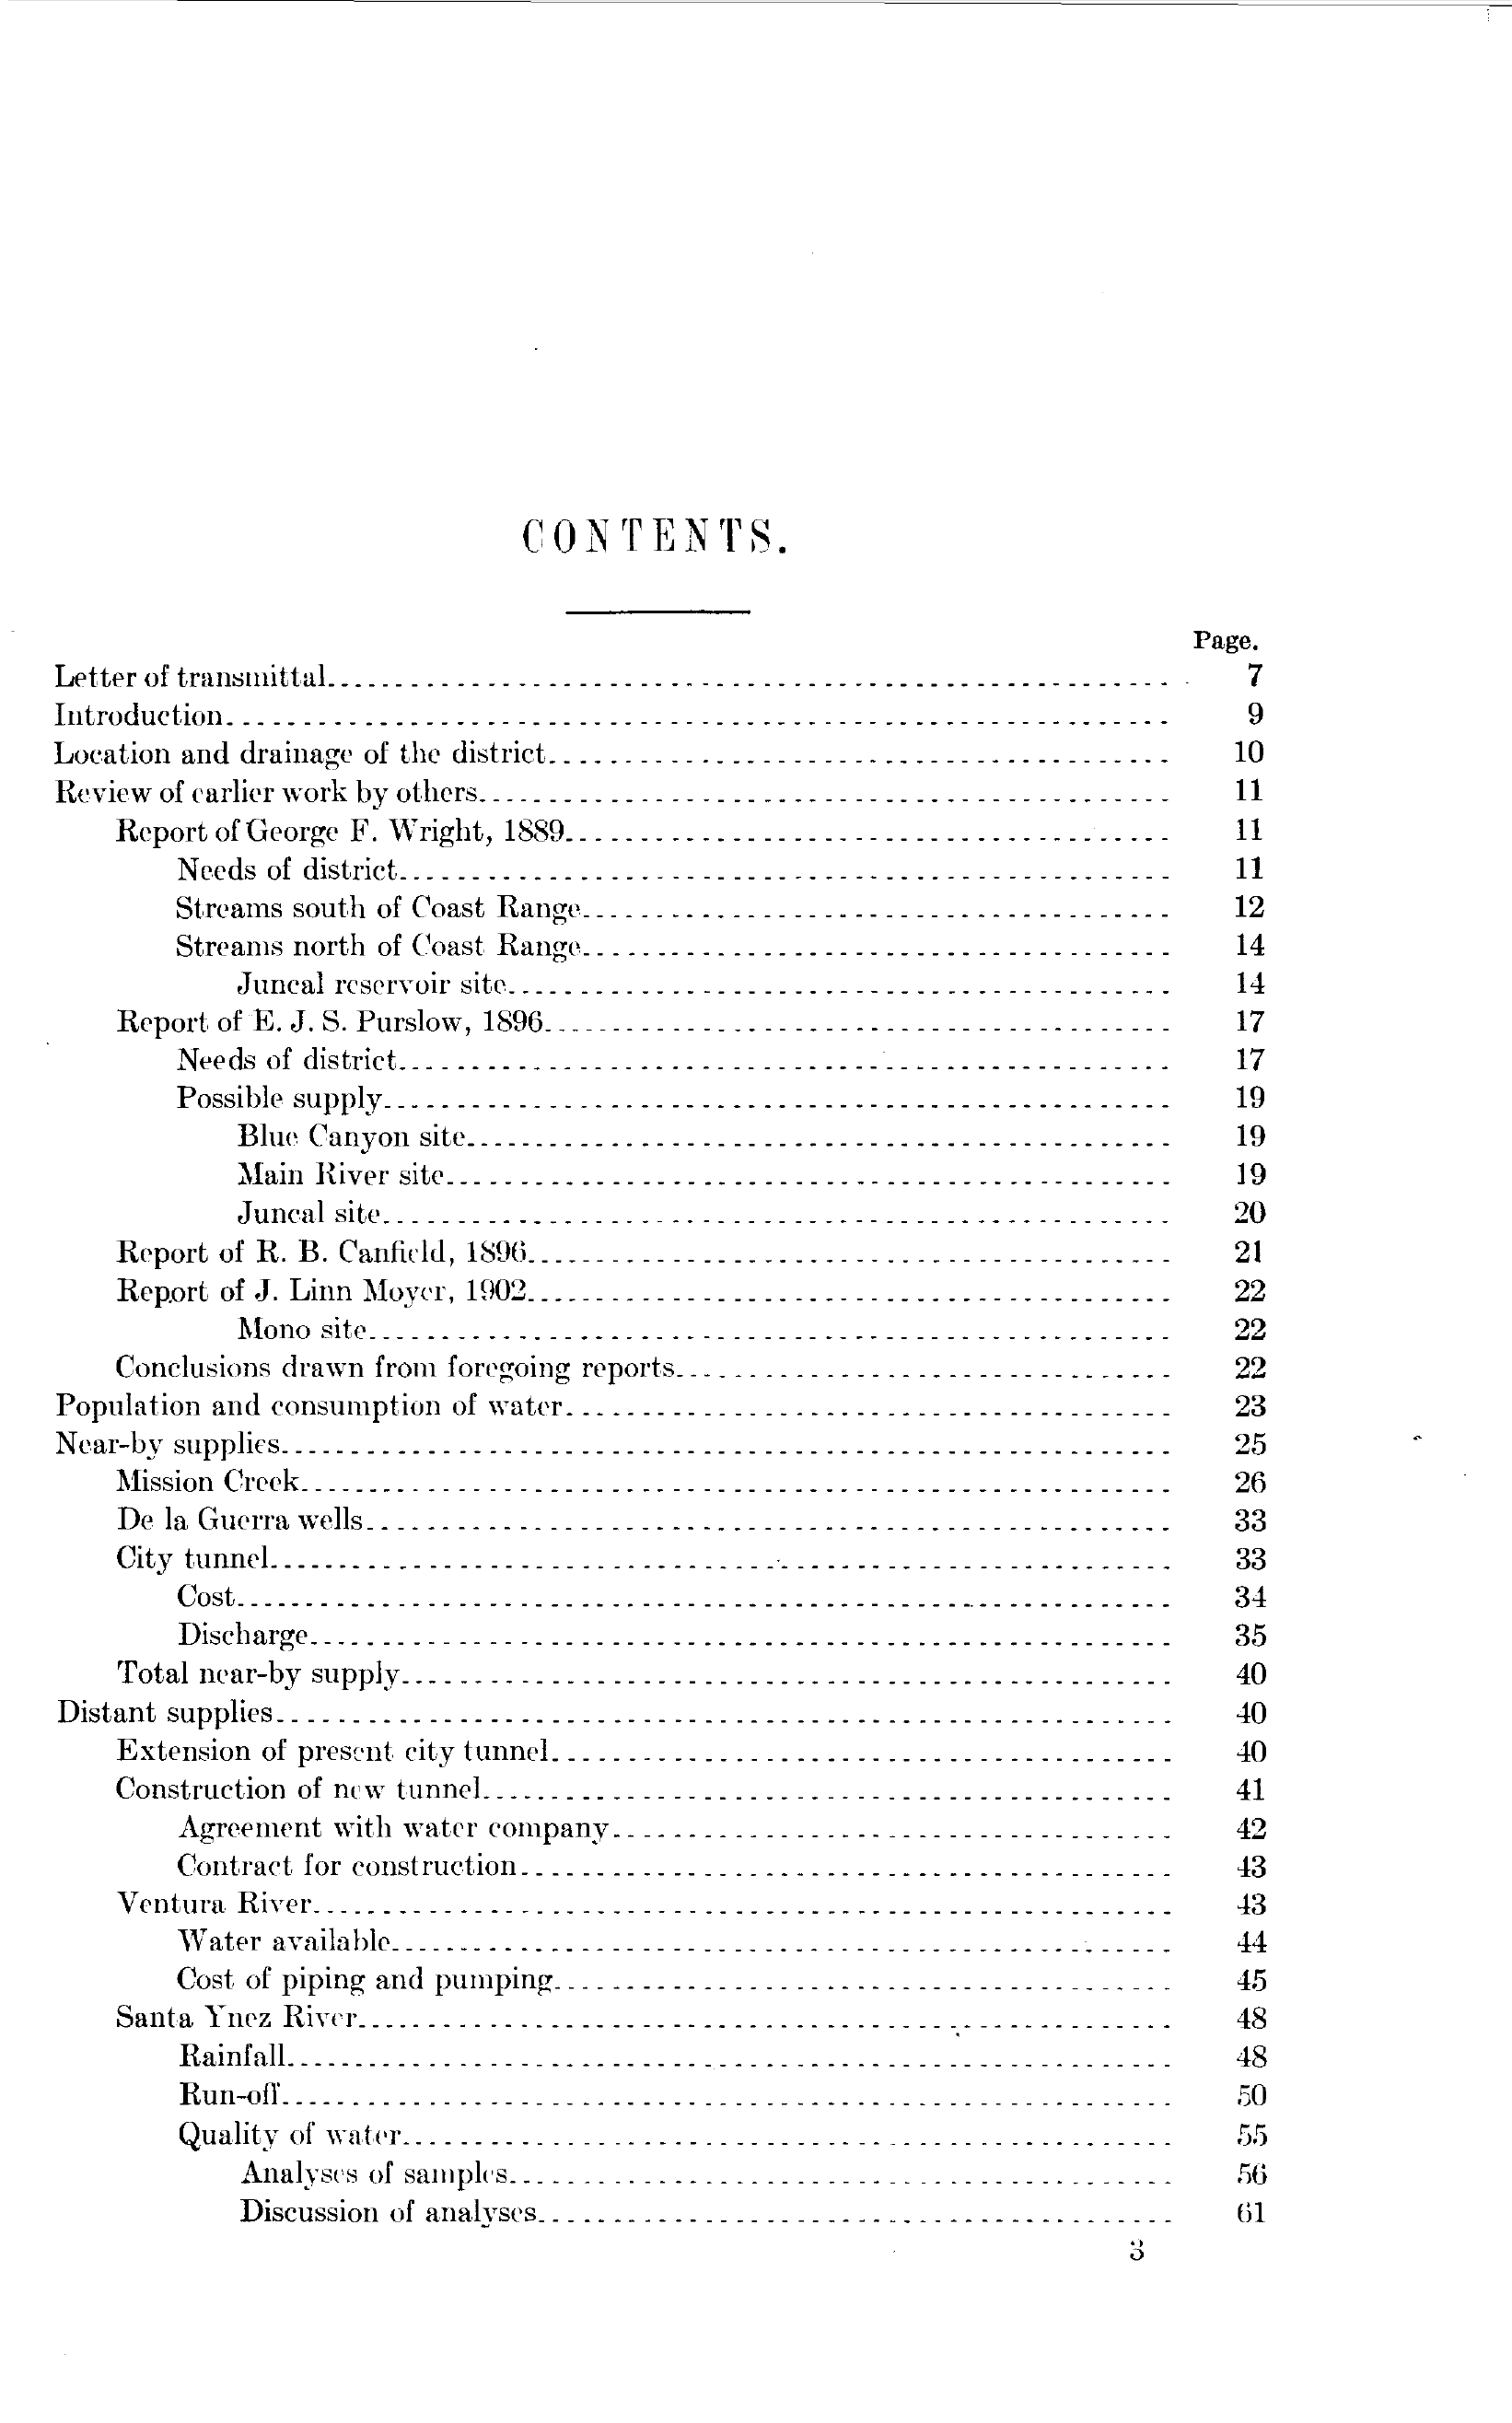 CONTENTS.
Page.
Letter of transmittal 7
Introduction 9
Location and drainage of the district 10
Review of earlier work by others 11
Report of George F. Wright, 1889 11
Needs of district 11
Streams south of Coast Range 12
Streams north of Coast Range 14
Juncal reservoir site 14
Report of E. J. S. Purslow, 1896 17
Needs of district 17
Possible supply 19
Blue Canyon site 19
Main River site 19
Juncal site 20
Report of R. B. Canfield, 1896 21
Report of J. Linn Moyer, 1902 22
Mono site 22
Conclusions drawn from foregoing reports 22
Population and consumption of water 23
Near-by supplies 25
Mission Creek 26
De la Guerra wells 33
City tunnel 33
Cost 34
Discharge 35
Total near-by supply 40
Distant supplies 40
Extension of present city tunnel 40
Construction of new tunnel 41
Agreement with water company 42
Contract for construction 43
Ventura River 43
Water available 44
Cost of piping and pumping 45
Santa Ynez River 48
Rainfall 48
Run-off 50
Quality of water 55
Analyses of samples 56
Discussion of analyses 61
3